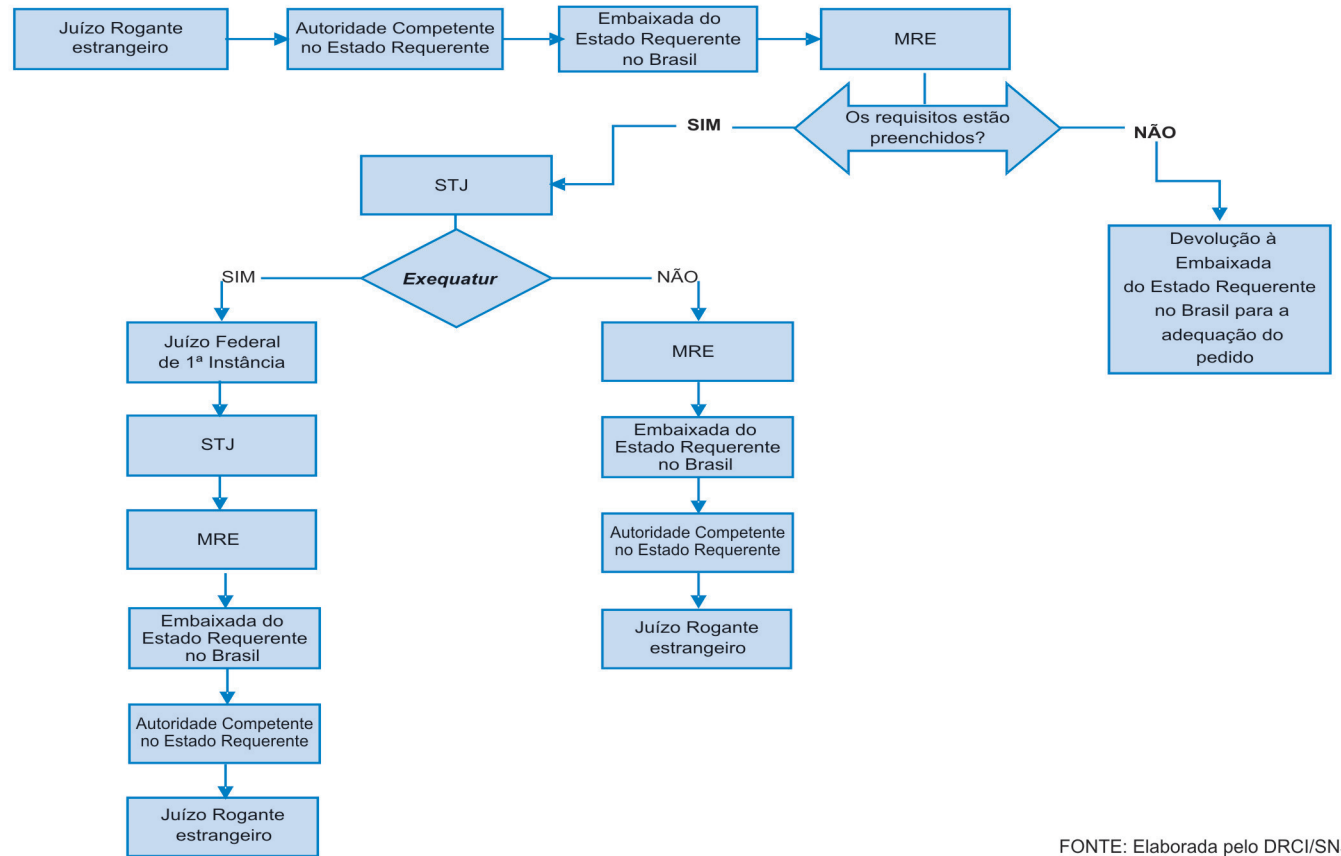 Juízo Rogante
estrangeiro
Autoridade Competente
no Estado Requerente
Embaixada do
Estado Requerente
no Brasil
MRE
Os requisitos estão
preenchidos?
SIM
NÃO
STJ
Devolução à
Embaixada
do Estado Requerente
no Brasil para a
adequação do
pedido
Exequatur
SIM
NÃO
Juízo Federal
de 1ª Instância
STJ
MRE
Embaixada do
Estado Requerente
no Brasil
Autoridade Competente
no Estado Requerente
Juízo Rogante
estrangeiro
MRE
Embaixada do
Estado Requerente
no Brasil
Autoridade Competente
no Estado Requerente
Juízo Rogante
estrangeiro
FONTE: Elaborada pelo DRCI/SN